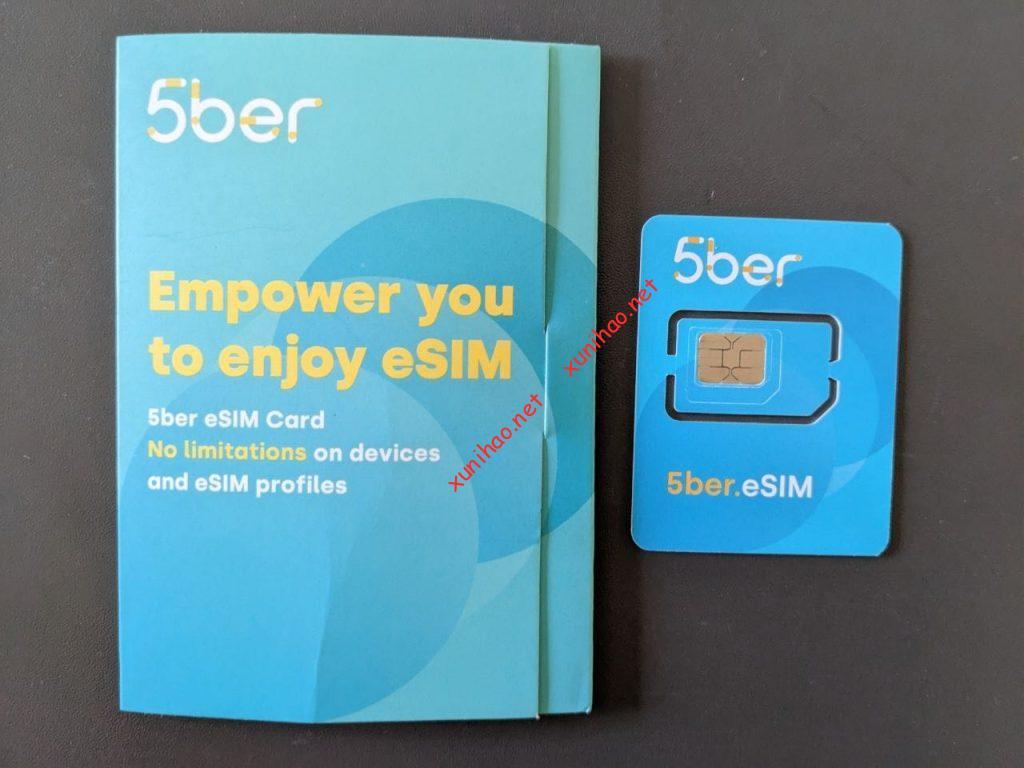 5ber
Empower you
to enjoy eSIM
5ber eSIM Card
No limitations on devices
and eSIM profiles
xunihao.net
xunihao.net
5ber
5ber.eSIM